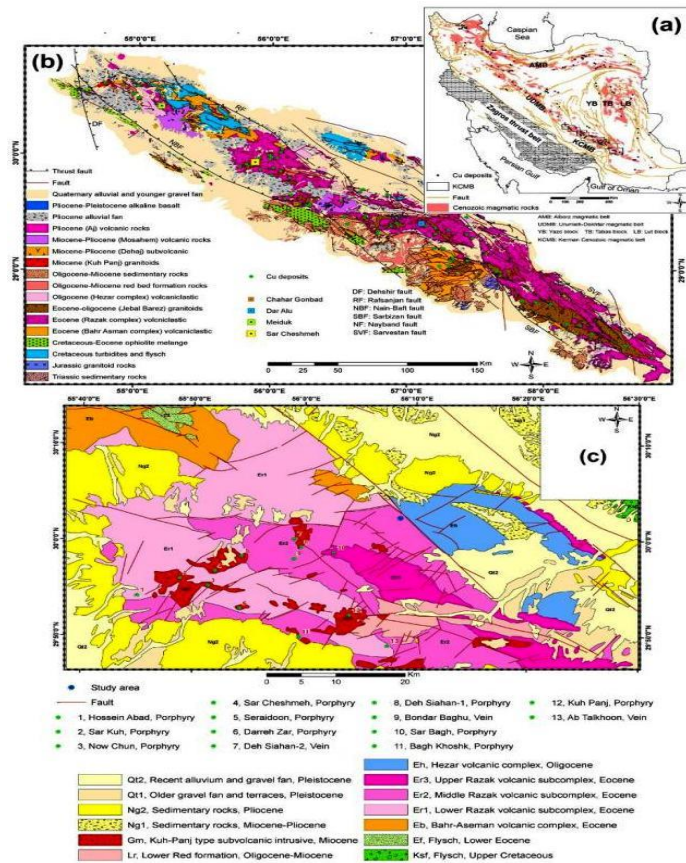 (a)
Caspian
Sea
AMB
UDMB
YB TB LB
Zagros thrust belt
KCMB
Persian Gulf
Gulf of Oman
Cu deposits
KCMB
Fault
Cenozoic magmatic rocks
AMB: Alborz magmatic belt
UDMB: Urumieh-Dokhtar magmatic belt
YB: Yazd block TB: Tabas block LB: Lut block
KCMB: Kerman Cenozoic magmatic belt
(b)
55°0'0"E 56°0'0"E 57°0'0"E
30°0'0"N
29°0'0"N
DF
RF
NBF
SBF
Thrust fault
Fault
Quaternary alluvial and younger gravel fan
Pliocene-Pleistocene alkaline basalt
Pliocene alluvial fan
Pliocene (Aj) volcanic rocks
Miocene-Pliocene (Mosahem) volcanic rocks
Miocene-Pliocene (Dehaj) subvolcanic
Miocene (Kuh Panj) granitoids
Oligocene-Miocene sedimentary rocks
Oligocene-Miocene red bed formation rocks
Oligocene (Hezar complex) volcaniclastic
Eocene-oligocene (Jebal Barez) granitoids
Eocene (Razak complex) volcniclastic
Eocene (Bahr Asman complex) volcniclastic
Cretaceous-Eocene ophiolite melange
Cretaceous turbidites and flysch
Jurassic granitoid rocks
Triassic sedimentary rocks
Cu deposits
Chahar Gonbad
Dar Alu
Meiduk
Sar Cheshmeh
DF: Dehshir fault
RF: Rafsanjan fault
NBF: Nain-Baft fault
SBF: Sarbizan fault
NF: Nayband fault
SVF: Sarvestan fault
0 50 100 150
Km
(c)
55°40'0"E 55°50'0"E 56°0'0"E 56°10'0"E 56°20'0"E 56°30'0"E
30°10'0"N
30°0'0"N
29°50'0"N
Eb
Ng2
Ng1
Er1
Er2
Eh
Qt2
Er3
0 10 20
Km
Study area
Fault
1, Hossein Abad, Porphyry
2, Sar Kuh, Porphyry
3, Now Chun, Porphyry
4, Sar Cheshmeh, Porphyry
5, Seraidoon, Porphyry
6, Darreh Zar, Porphyry
7, Deh Siahan-2, Vein
8, Deh Siahan-1, Porphyry
9, Bondar Baghu, Vein
10, Sar Bagh, Porphyry
11, Bagh Khoshk, Porphyry
12, Kuh Panj, Porphyry
13, Ab Talkhoon, Vein
Qt2, Recent alluvium and gravel fan, Pleistocene
Qt1, Older gravel fan and terraces, Pleistocene
Ng2, Sedimentary rocks, Pliocene
Ng1, Sedimentary rocks, Miocene-Pliocene
Gm, Kuh-Panj type subvolcanic intrusive, Miocene
Lr, Lower Red formation, Oligocene-Miocene
Eh, Hezar volcanic complex, Oligocene
Er3, Upper Razak volcanic subcomplex, Eocene
Er2, Middle Razak volcanic subcomplex, Eocene
Er1, Lower Razak volcanic subcomplex, Eocene
Eb, Bahr-Aseman volcanic complex, Eocene
Ef, Flysch, Lower Eocene
Ksf, Flysch, Upper Cretaceous